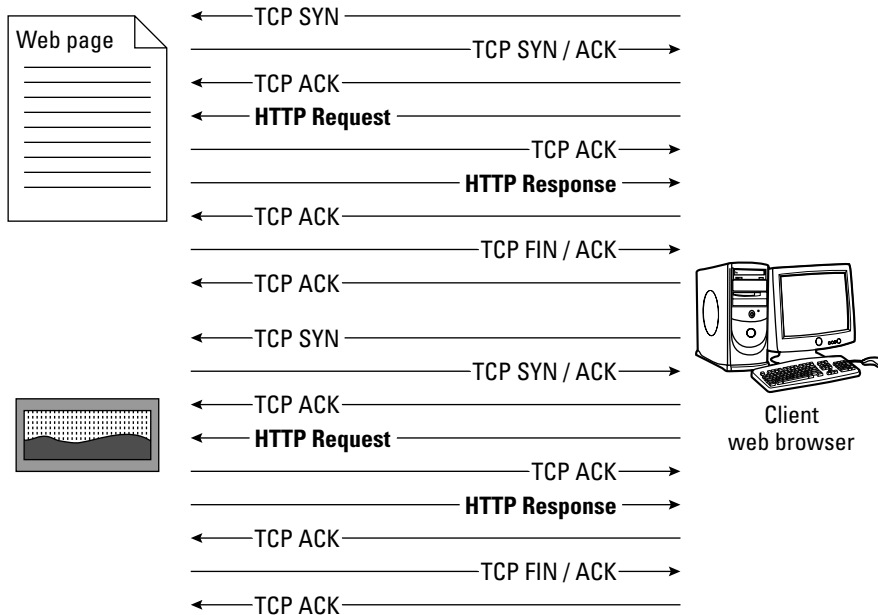 TCP SYN
Web page
TCP SYN / ACK
TCP ACK
HTTP Request
TCP ACK
HTTP Response
TCP ACK
TCP FIN / ACK
TCP ACK
TCP SYN
TCP SYN / ACK
TCP ACK
Client
web browser
HTTP Request
TCP ACK
HTTP Response
TCP ACK
TCP FIN / ACK
TCP ACK